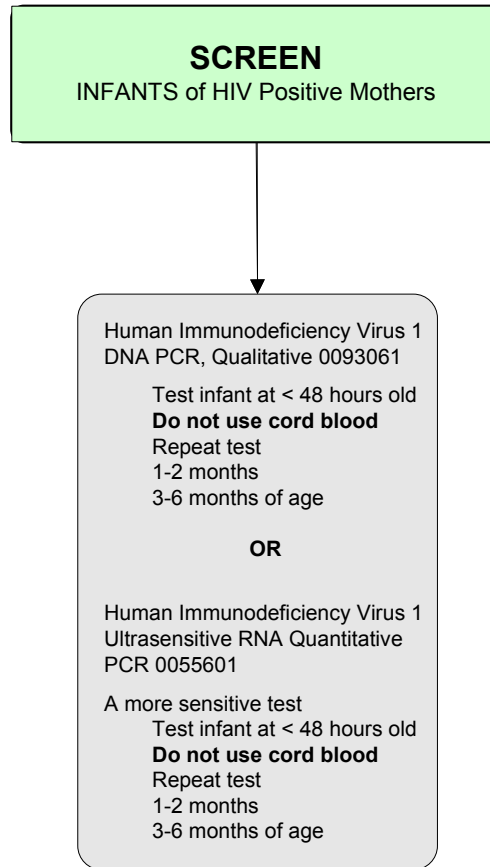 SCREEN
INFANTS of HIV Positive Mothers
Human Immunodeficiency Virus 1
DNA PCR, Qualitative 0093061
Test infant at < 48 hours old
Do not use cord blood
Repeat test
1-2 months
3-6 months of age
OR
Human Immunodeficiency Virus 1
Ultrasensitive RNA Quantitative
PCR 0055601
A more sensitive test
Test infant at < 48 hours old
Do not use cord blood
Repeat test
1-2 months
3-6 months of age